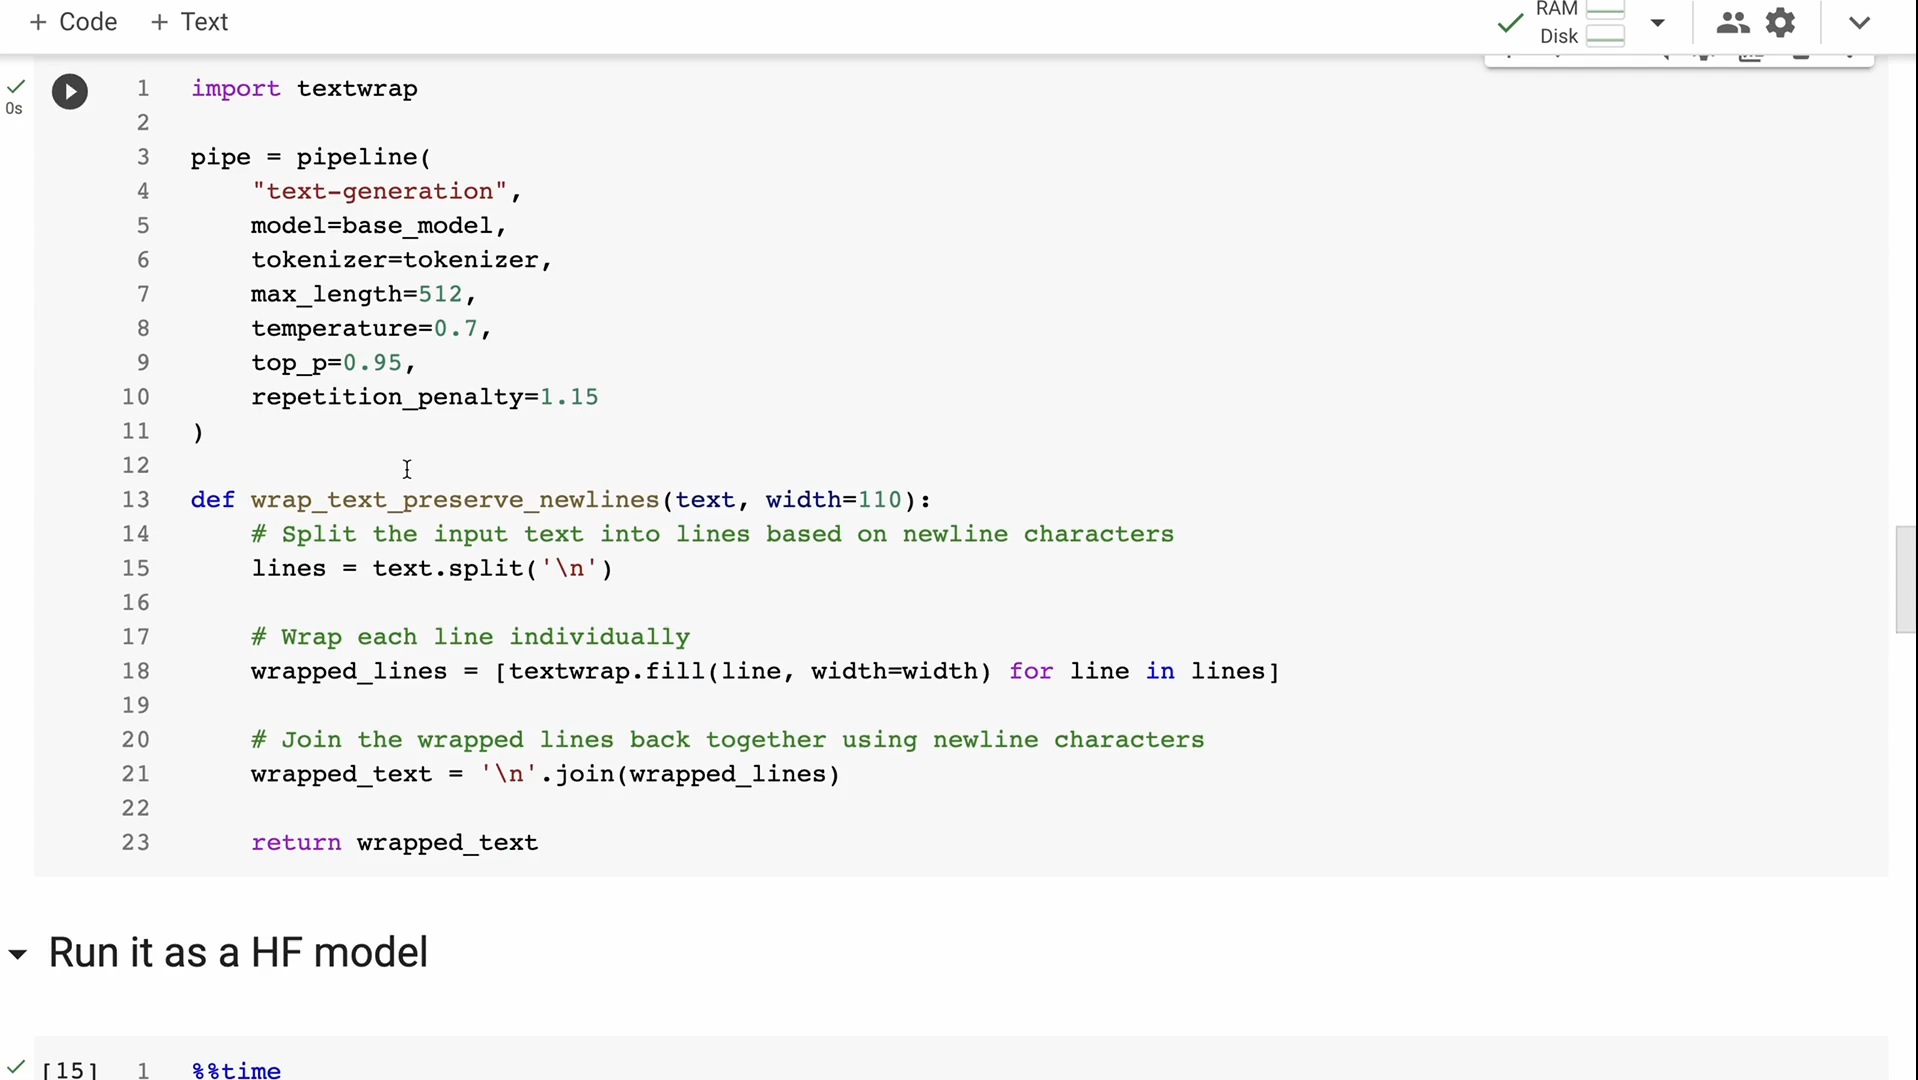 + Code + Text
RAM
Disk
0s
1 import textwrap
2
3 pipe = pipeline(
4 "text-generation",
5 model=base_model,
6 tokenizer=tokenizer,
7 max_length=512,
8 temperature=0.7,
9 top_p=0.95,
10 repetition_penalty=1.15
11 )
12
13 def wrap_text_preserve_newlines(text, width=110):
14 # Split the input text into lines based on newline characters
15 lines = text.split('\n')
16
17 # Wrap each line individually
18 wrapped_lines = [textwrap.fill(line, width=width) for line in lines]
19
20 # Join the wrapped lines back together using newline characters
21 wrapped_text = '\n'.join(wrapped_lines)
22
23 return wrapped_text
Run it as a HF model
[15] 1 %%time